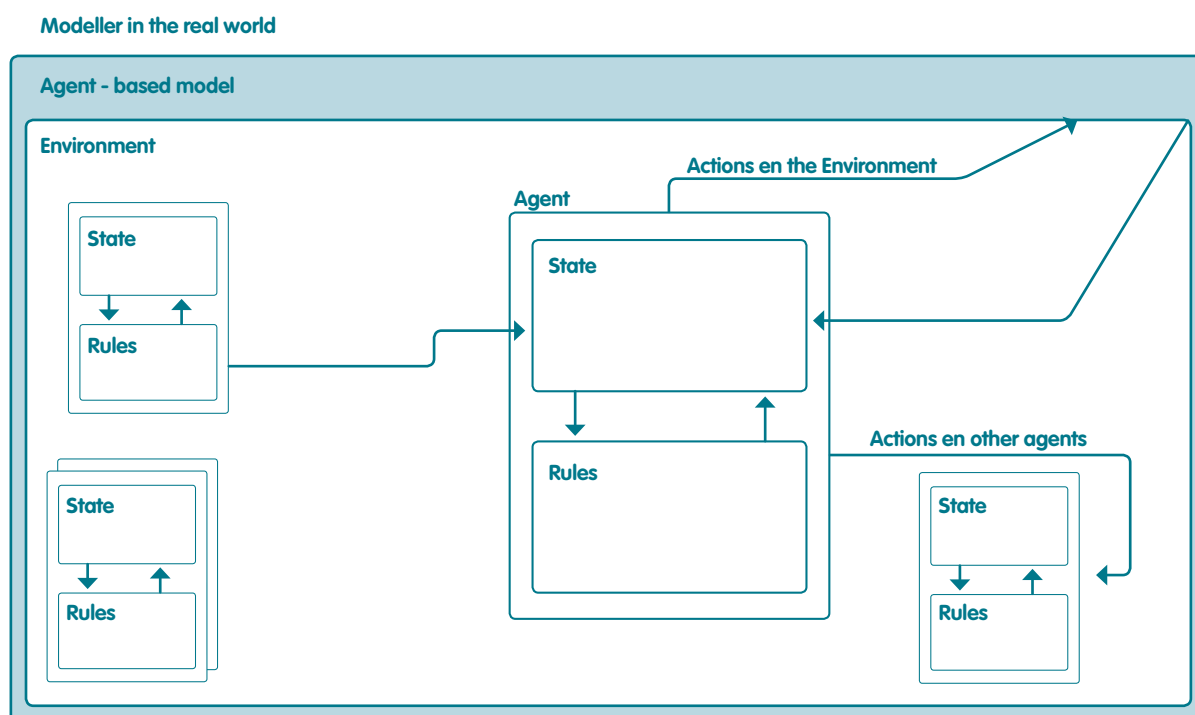 Modeller in the real world
Agent - based model
Environment
Actions en the Environment
Agent
State
Rules
State
Rules
Actions en other agents
State
Rules
State
Rules